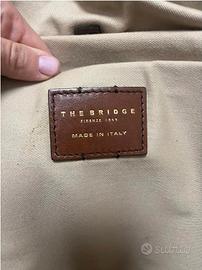 THE BRIDGE
FIRENZE 1969
MADE IN ITALY
subito